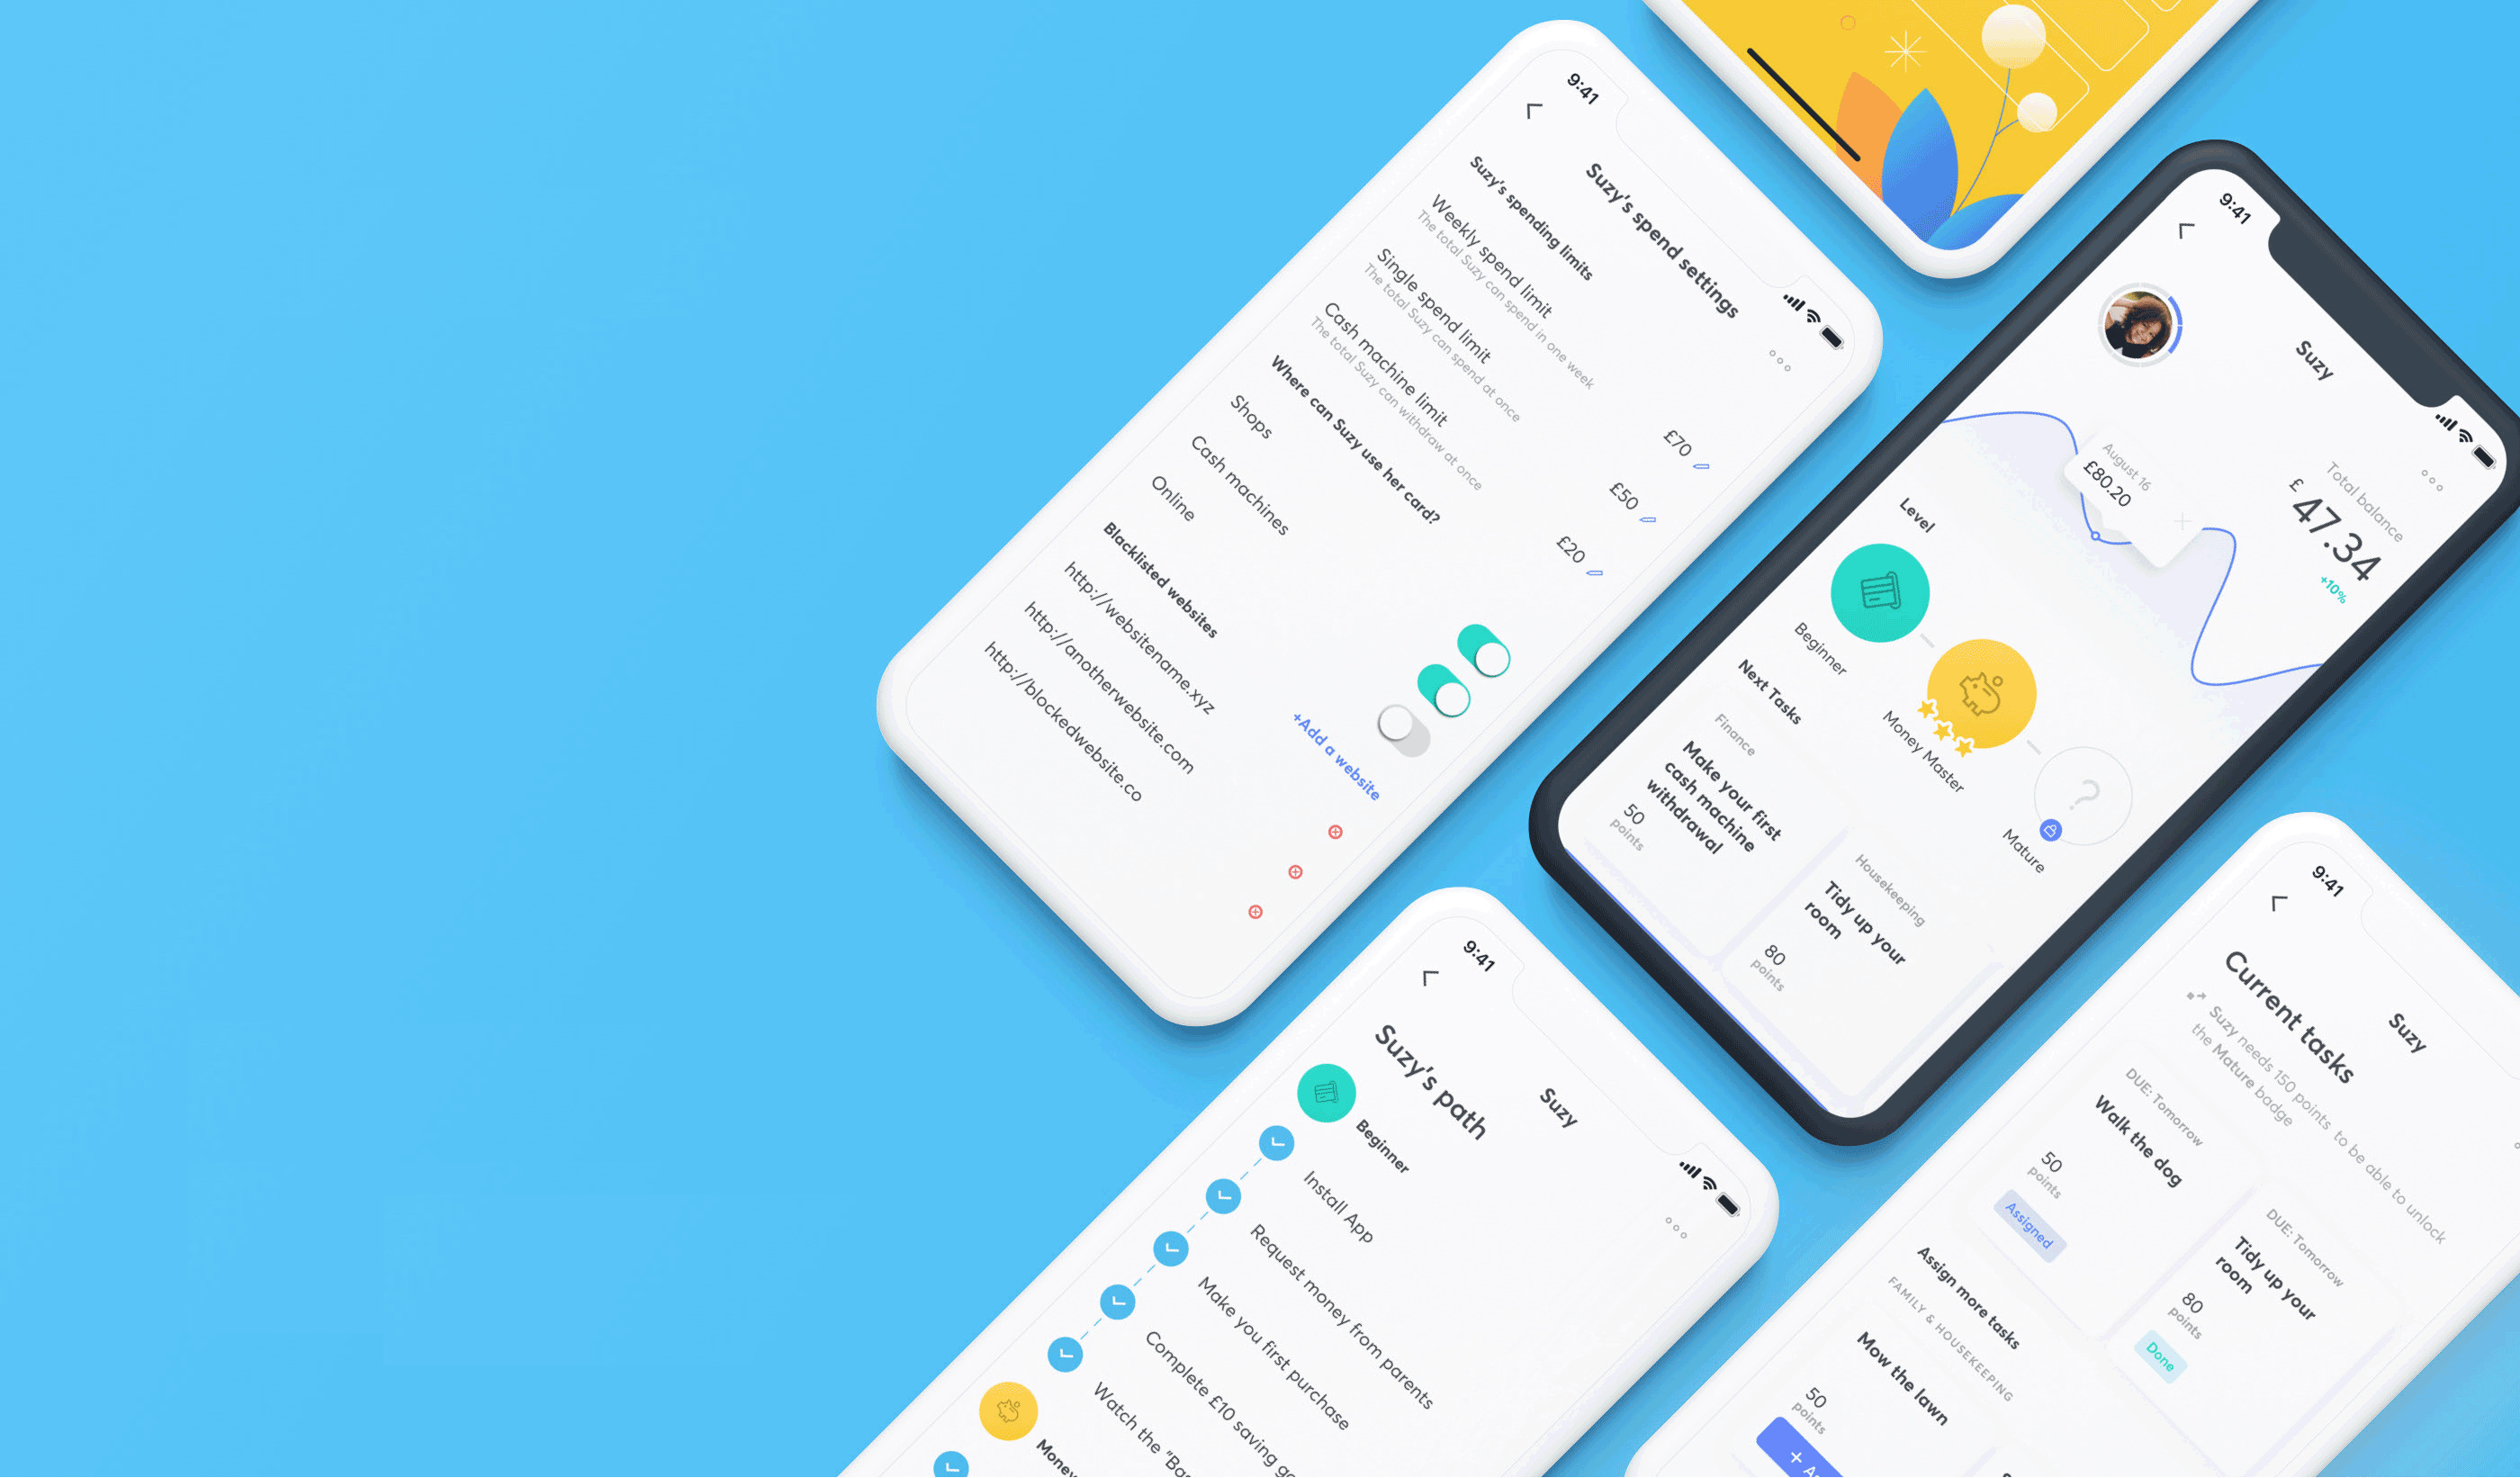 9:41
Suzy's spend settings
Suzy's spending limits
Weekly spend limit
The total Suzy can spend in one week
£70
Single spend limit
The total Suzy can spend at once
£50
Cash machine limit
The total Suzy can withdraw at once
£20
Where can Suzy use her card?
Shops
Cash machines
Online
Blacklisted websites
+Add a website
http://websitename.xyz
http://anotherwebsite.com
http://blockedwebsite.co
9:41
Suzy
Total balance
£ 47.34
+10%
August 16
£80.20
Level
Beginner
Money Master
?
Mature
Next Tasks
Finance
Make your first
cash machine
withdrawal
50
points
Housekeeping
Tidy up your
room
80
points
9:41
Suzy
Suzy's path
Beginner
Install App
Request money from parents
Make you first purchase
Complete £10 saving
Watch the
Money
9:41
Suzy
Current tasks
Suzy needs 150 points to be able to unlock
the Mature badge
DUE: Tomorrow
Walk the dog
50
points
Assigned
DUE: Tomorrow
Tidy up your
room
80
points
Done
Assign more tasks
FAMILY & HOUSEKEEPING
Mow the lawn
50
points
+